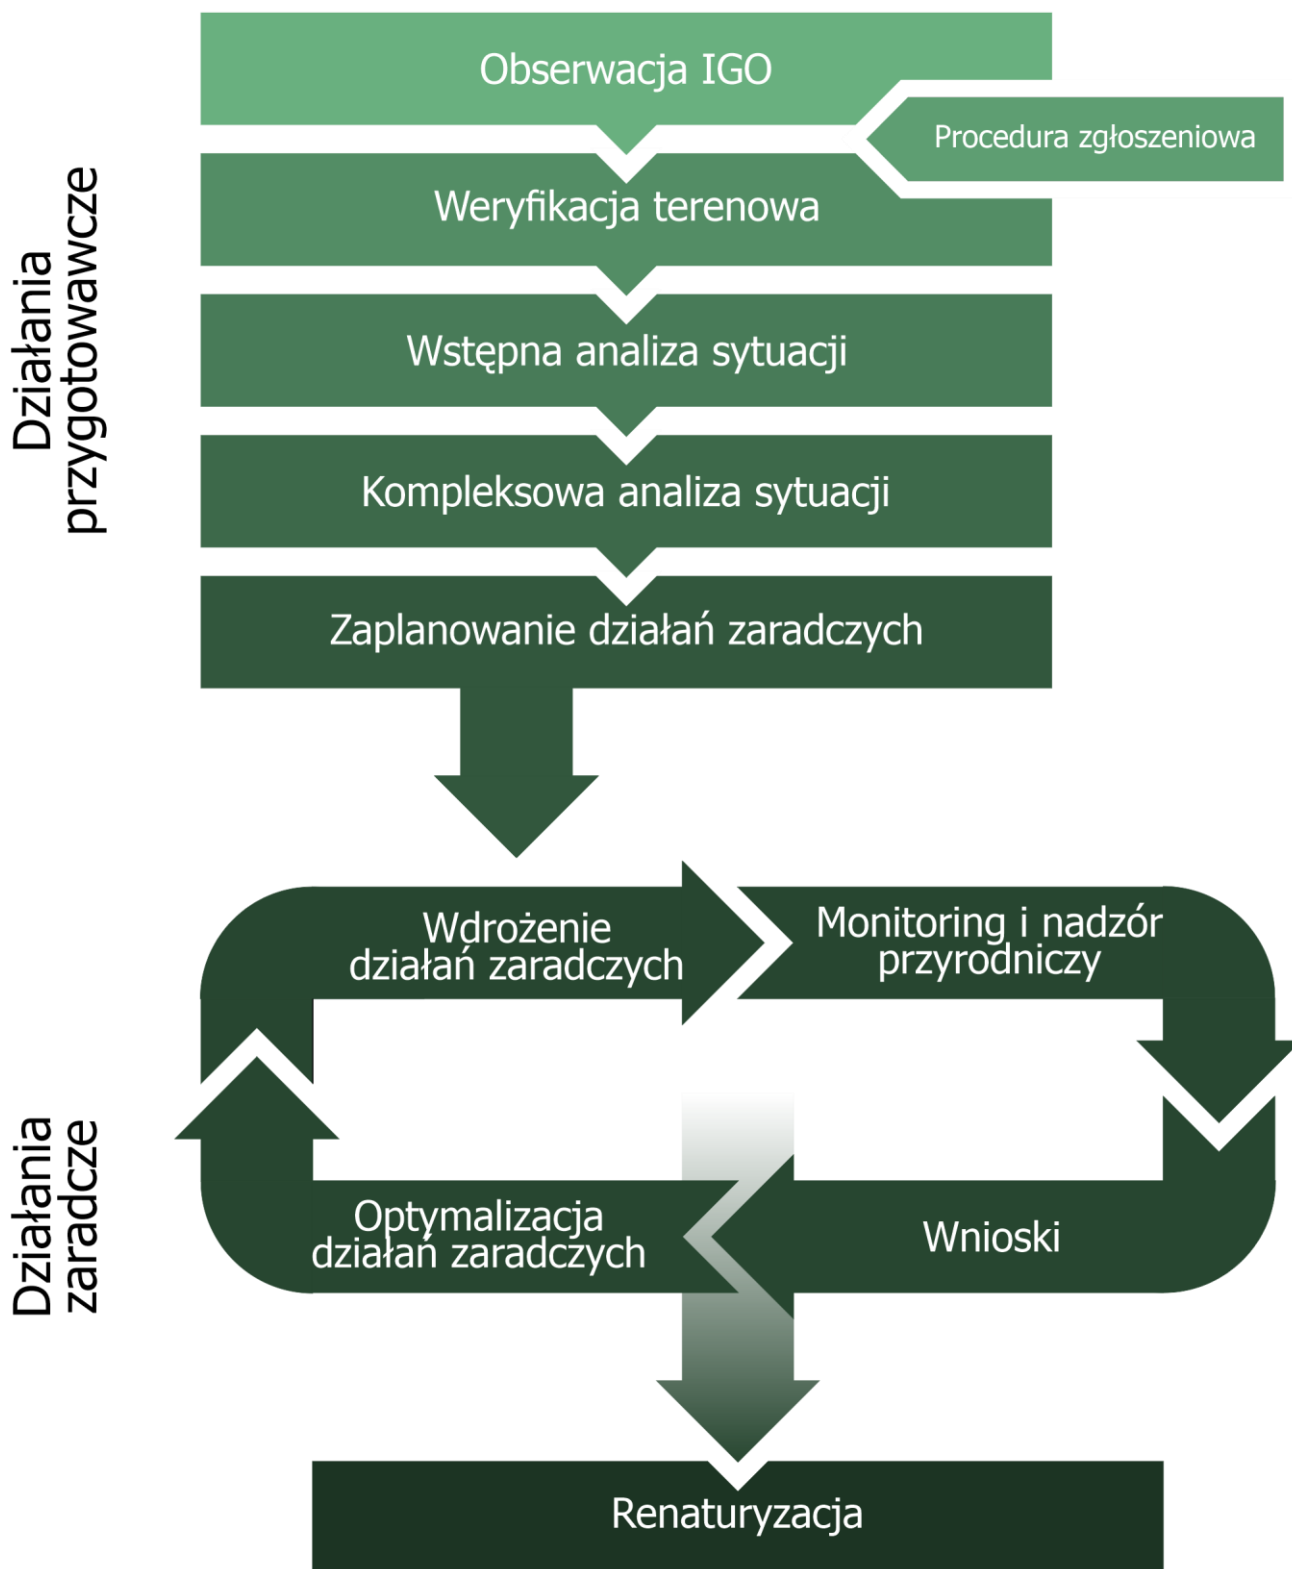 Działania
przygotowawcze
Obserwacja IGO
Procedura zgłoszeniowa
Weryfikacja terenowa
Wstępna analiza sytuacji
Kompleksowa analiza sytuacji
Zaplanowanie działań zaradczych
Działania
zaradcze
Wdrożenie
działań zaradczych
Monitoring i nadzór
przyrodniczy
Wnioski
Optymalizacja
działań zaradczych
Renaturyzacja